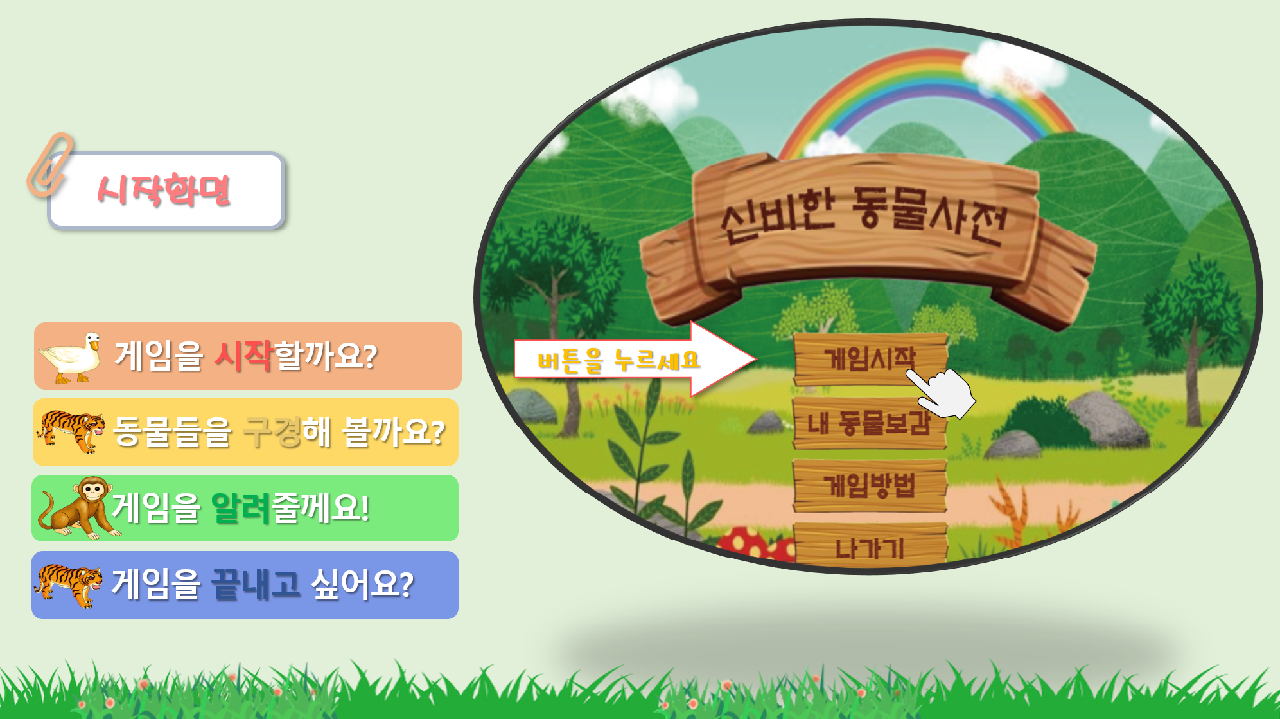 시작화면
게임을 시작할까요?
동물들을 구경해 볼까요?
게임을 알려줄께요!
게임을 끝내고 싶어요?
신비한 동물사전
버튼을 누르세요
게임시작
내 동물보감
게임방법
나가기